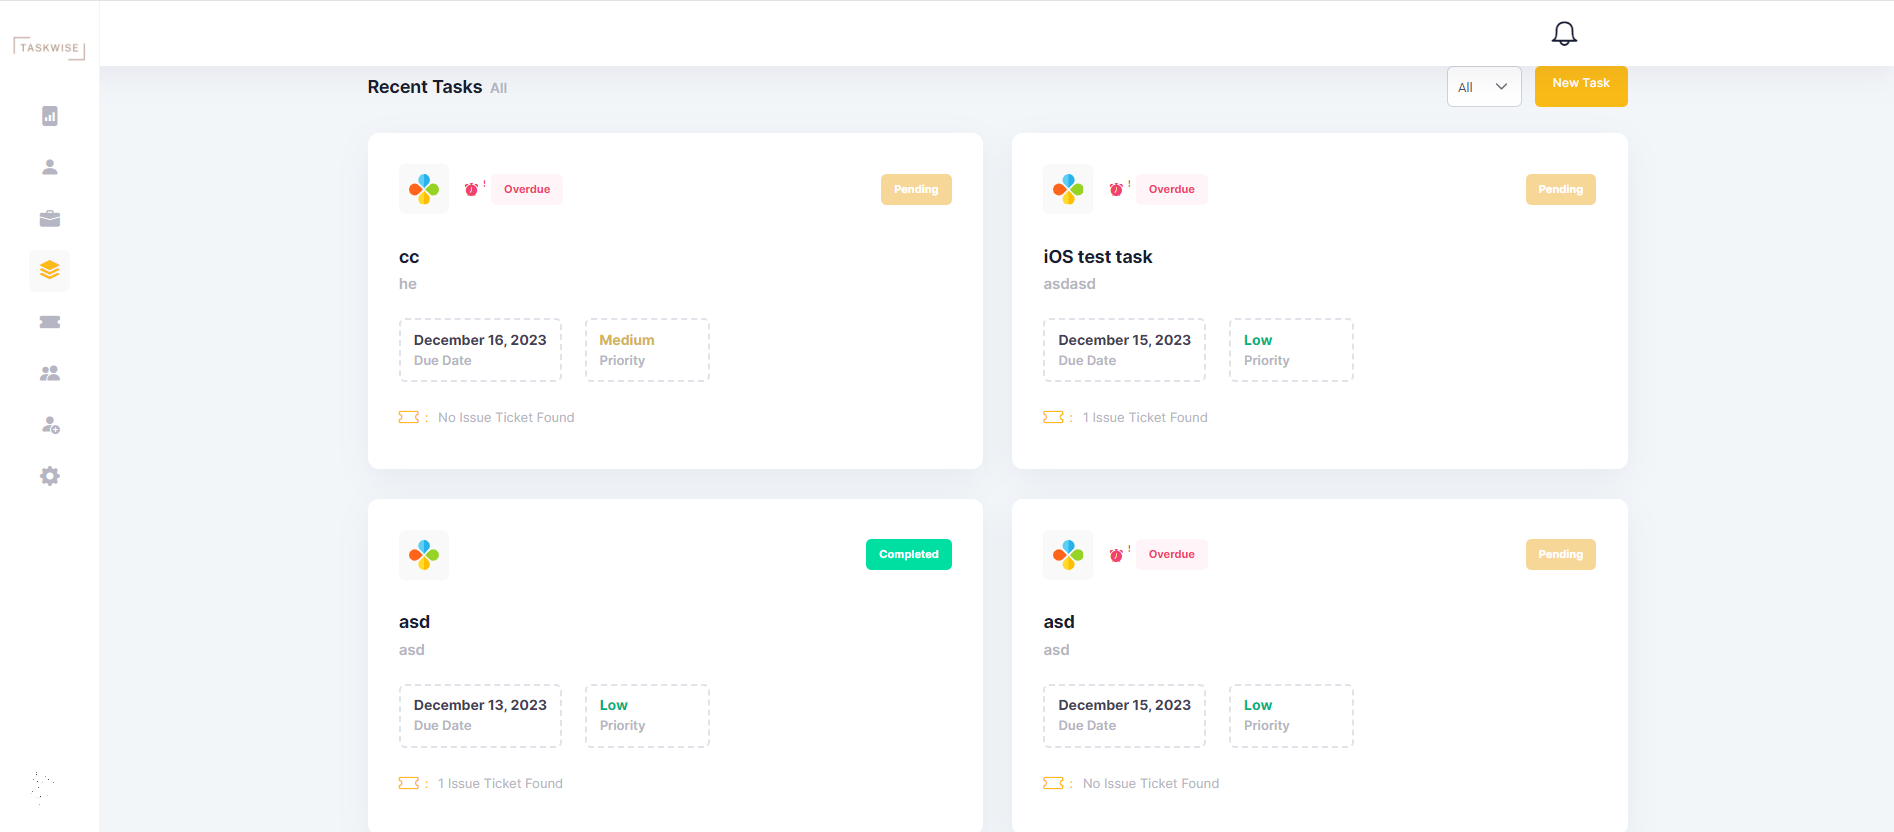 TASKWISE
Recent Tasks All
All
New Task
! Overdue
Pending
cc
he
December 16, 2023
Due Date
Medium
Priority
: No Issue Ticket Found
! Overdue
Pending
iOS test task
asdasd
December 15, 2023
Due Date
Low
Priority
: 1 Issue Ticket Found
Completed
asd
asd
December 13, 2023
Due Date
Low
Priority
: 1 Issue Ticket Found
! Overdue
Pending
asd
asd
December 15, 2023
Due Date
Low
Priority
: No Issue Ticket Found